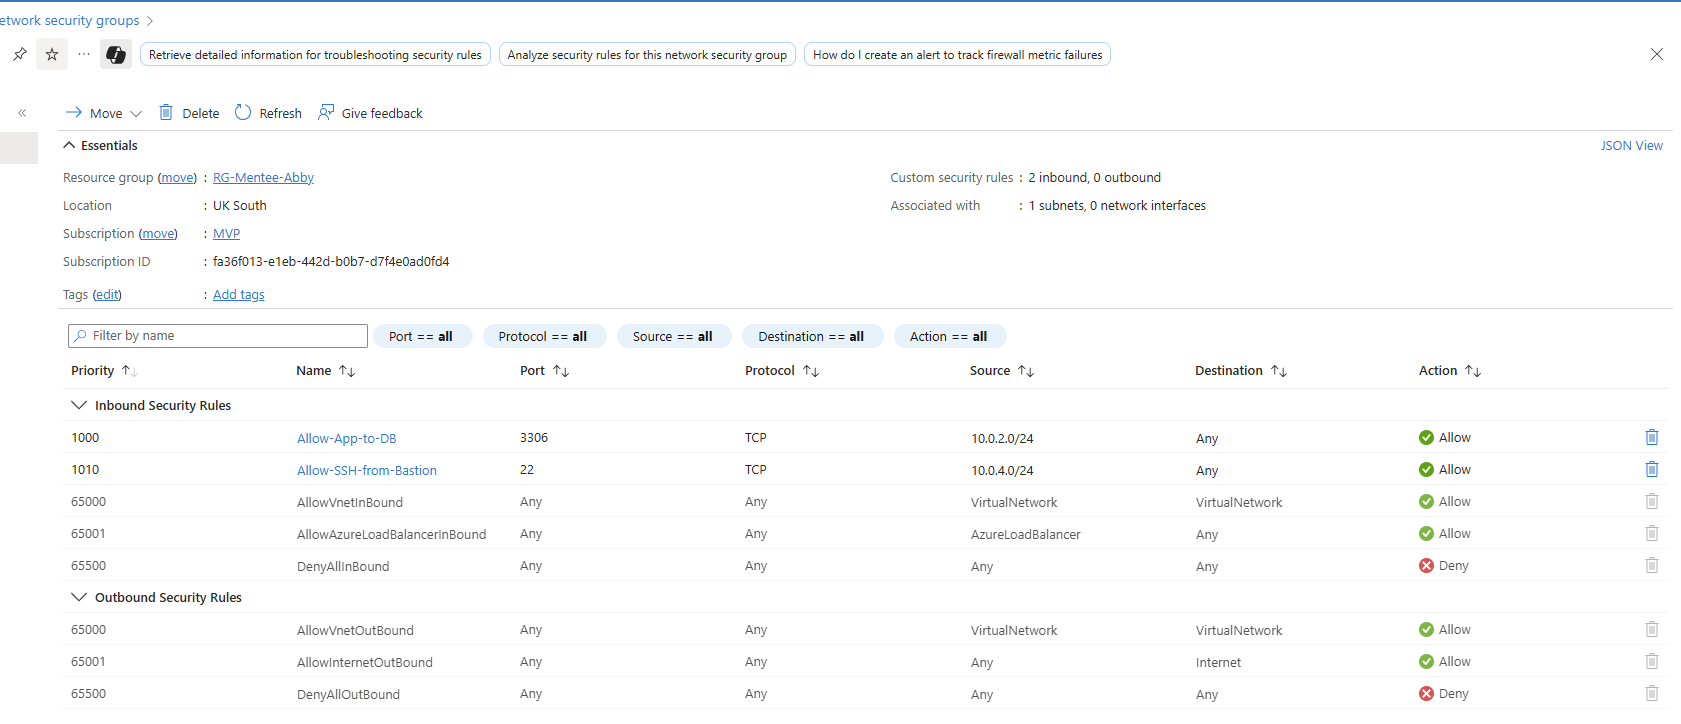 etwork security groups
Retrieve detailed information for troubleshooting security rules Analyze security rules for this network security group How do I create an alert to track firewall metric failures
Move Delete Refresh Give feedback
Essentials JSON View
Resource group (move) : RG-Mentee-Abby Custom security rules : 2 inbound, 0 outbound
Location : UK South Associated with : 1 subnets, 0 network interfaces
Subscription (move) : MVP
Subscription ID : fa36f013-e1eb-442d-b0b7-d7f4e0ad0fd4
Tags (edit) : Add tags
Filter by name Port == all Protocol == all Source == all Destination == all Action == all
Priority Name Port Protocol Source Destination Action
Inbound Security Rules
1000 Allow-App-to-DB 3306 TCP 10.0.2.0/24 Any Allow
1010 Allow-SSH-from-Bastion 22 TCP 10.0.4.0/24 Any Allow
65000 AllowVnetInBound Any Any VirtualNetwork VirtualNetwork Allow
65001 AllowAzureLoadBalancerInBound Any Any AzureLoadBalancer Any Allow
65500 DenyAllInBound Any Any Any Any Deny
Outbound Security Rules
65000 AllowVnetOutBound Any Any VirtualNetwork VirtualNetwork Allow
65001 AllowInternetOutBound Any Any Any Internet Allow
65500 DenyAllOutBound Any Any Any Any Deny